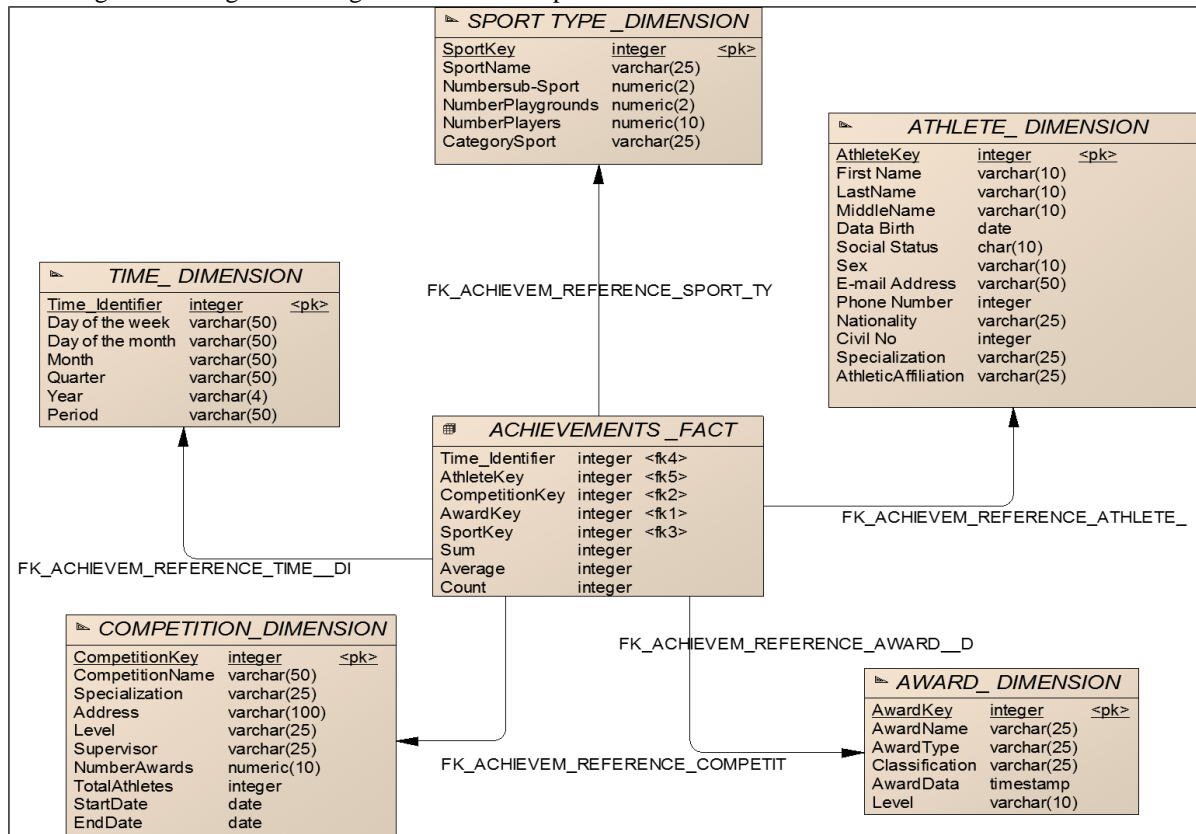 SPORT TYPE _DIMENSION
SportKey integer <pk>
SportName varchar(25)
Numbersub-Sport numeric(2)
NumberPlaygrounds numeric(2)
NumberPlayers numeric(10)
CategorySport varchar(25)
ATHLETE_ DIMENSION
AthleteKey integer <pk>
First Name varchar(10)
LastName varchar(10)
MiddleName varchar(10)
Data Birth date
Social Status char(10)
Sex varchar(10)
E-mail Address varchar(50)
Phone Number integer
Nationality varchar(25)
Civil No integer
Specialization varchar(25)
AthleticAffiliation varchar(25)
TIME_ DIMENSION
Time_Identifier integer <pk>
Day of the week varchar(50)
Day of the month varchar(50)
Month varchar(50)
Quarter varchar(50)
Year varchar(4)
Period varchar(50)
FK_ACHIEVEM_REFERENCE_SPORT_TY
ACHIEVEMENTS _FACT
Time_Identifier integer <fk4>
AthleteKey integer <fk5>
CompetitionKey integer <fk2>
AwardKey integer <fk1>
SportKey integer <fk3>
Sum integer
Average integer
Count integer
FK_ACHIEVEM_REFERENCE_ATHLETE_
FK_ACHIEVEM_REFERENCE_TIME__DI
COMPETITION_DIMENSION
CompetitionKey integer <pk>
CompetitionName varchar(50)
Specialization varchar(25)
Address varchar(100)
Level varchar(25)
Supervisor varchar(25)
NumberAwards numeric(10)
TotalAthletes integer
StartDate date
EndDate date
FK_ACHIEVEM_REFERENCE_AWARD__D
FK_ACHIEVEM_REFERENCE_COMPETIT
AWARD_ DIMENSION
AwardKey integer <pk>
AwardName varchar(25)
AwardType varchar(25)
Classification varchar(25)
AwardData timestamp
Level varchar(10)